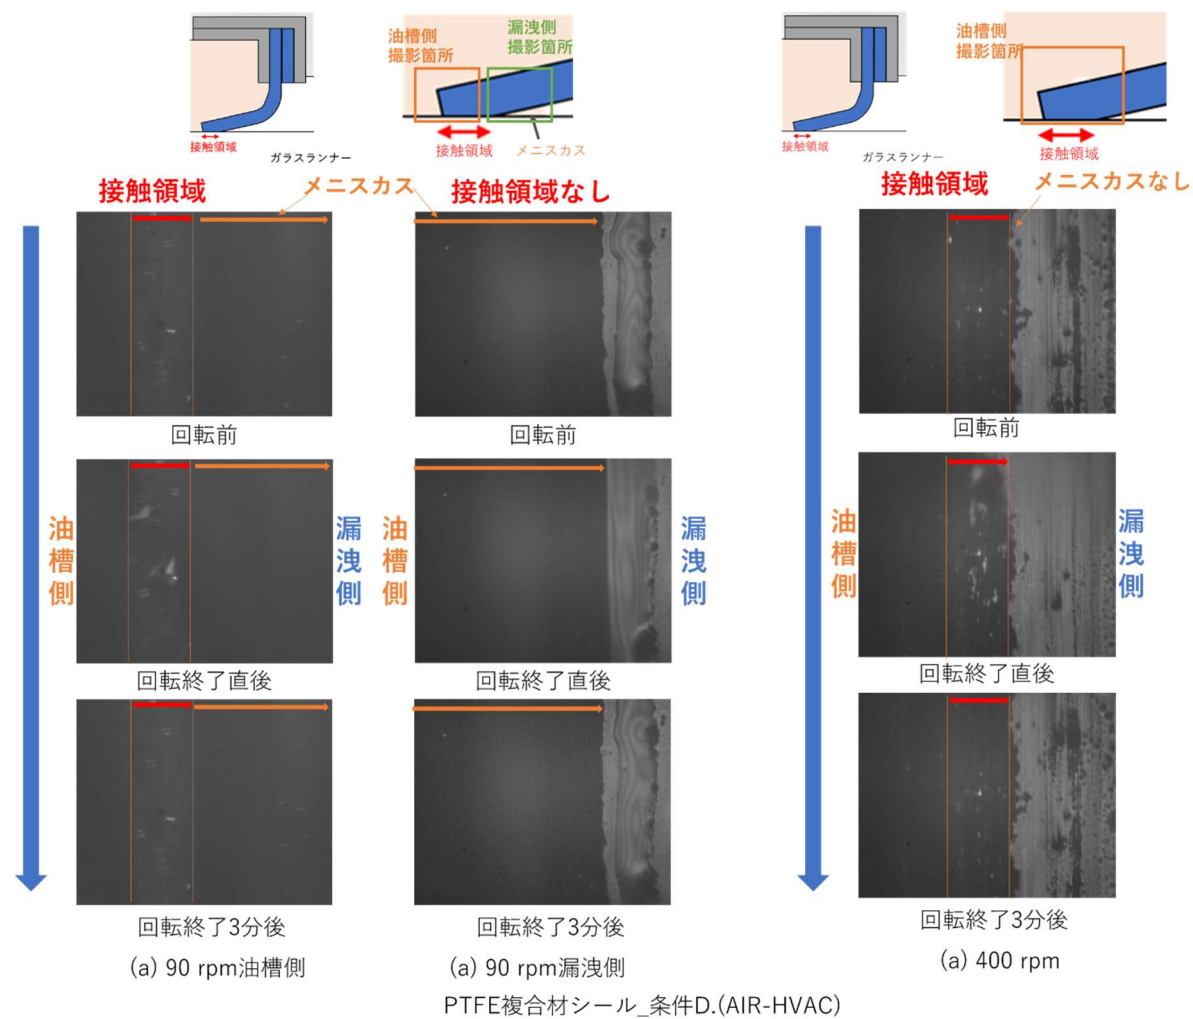 油槽側
撮影箇所
漏洩側
撮影箇所
接触領域
ガラスランナー
接触領域
メニスカス
油槽側
撮影箇所
接触領域
ガラスランナー
接触領域
接触領域
メニスカス
接触領域なし
接触領域
メニスカスなし
回転前
回転前
回転前
油槽側
漏洩側
油槽側
漏洩側
油槽側
漏洩側
回転終了直後
回転終了直後
回転終了直後
回転終了3分後
回転終了3分後
回転終了3分後
(a) 90 rpm油槽側
(a) 90 rpm漏洩側
(a) 400 rpm
PTFE複合材シール_条件D.(AIR-HVAC)